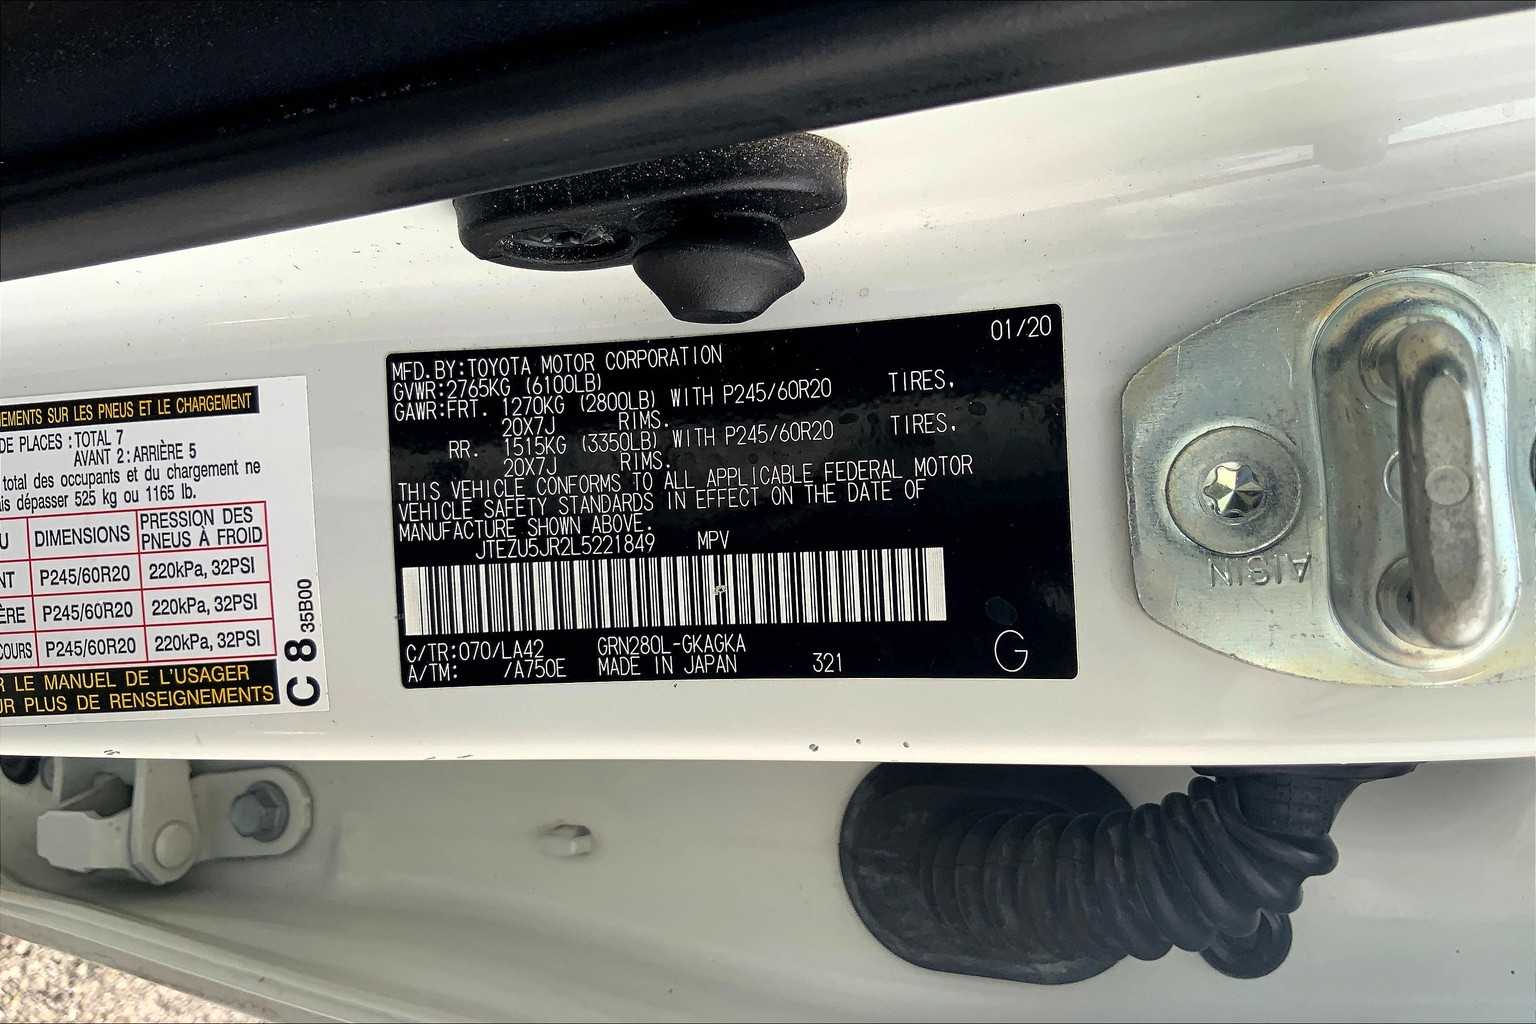 MFD.BY:TOYOTA MOTOR CORPORATION 01/20
GVWR:2765KG (6100LB)
GAWR:FRT. 1270KG (2800LB) WITH P245/60R20 TIRES,
20X7J RIMS.
RR. 1515KG (3350LB) WITH P245/60R20 TIRES,
20X7J RIMS.
THIS VEHICLE CONFORMS TO ALL APPLICABLE FEDERAL MOTOR
VEHICLE SAFETY STANDARDS IN EFFECT ON THE DATE OF
MANUFACTURE SHOWN ABOVE.
JTEZU5JR2L5221849 MPV
C/TR:070/LA42 GRN280L-GKAGKA
A/TM: /A750E MADE IN JAPAN 321 G
SUR LES PNEUS ET LE CHARGEMENT
DE PLACES : TOTAL 7
AVANT 2 : ARRIÈRE 5
total des occupants et du chargement ne
dépasser 525 kg ou 1165 lb.
DIMENSIONS PRESSION DES
PNEUS À FROID
P245/60R20 220kPa, 32PSI
P245/60R20 220kPa, 32PSI
P245/60R20 220kPa, 32PSI
LE MANUEL DE L'USAGER
PLUS DE RENSEIGNEMENTS
C 8 35B00
AISIN